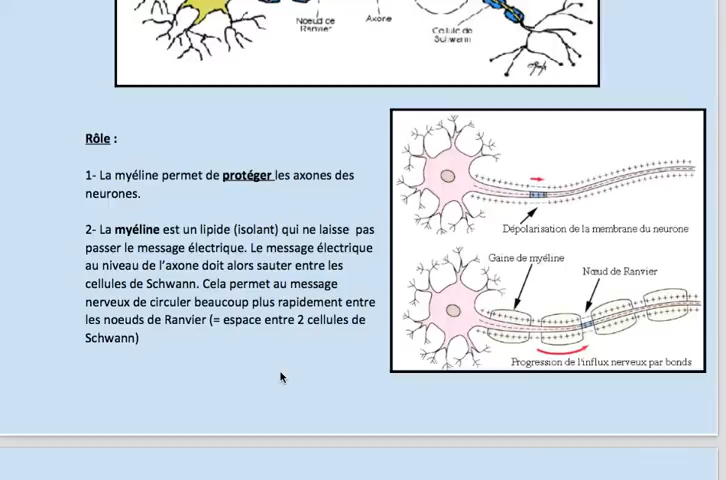 Noeud de
Ranvier
Axone
Cellule de
Schwann
Rôle :
1- La myéline permet de protéger les axones des
neurones.
2- La myéline est un lipide (isolant) qui ne laisse pas
passer le message électrique. Le message électrique
au niveau de l'axone doit alors sauter entre les
cellules de Schwann. Cela permet au message
nerveux de circuler beaucoup plus rapidement entre
les noeuds de Ranvier (= espace entre 2 cellules de
Schwann)
Dépolarisation de la membrane du neurone
Gaine de myéline
Nœud de Ranvier
Progression de l'influx nerveux par bonds